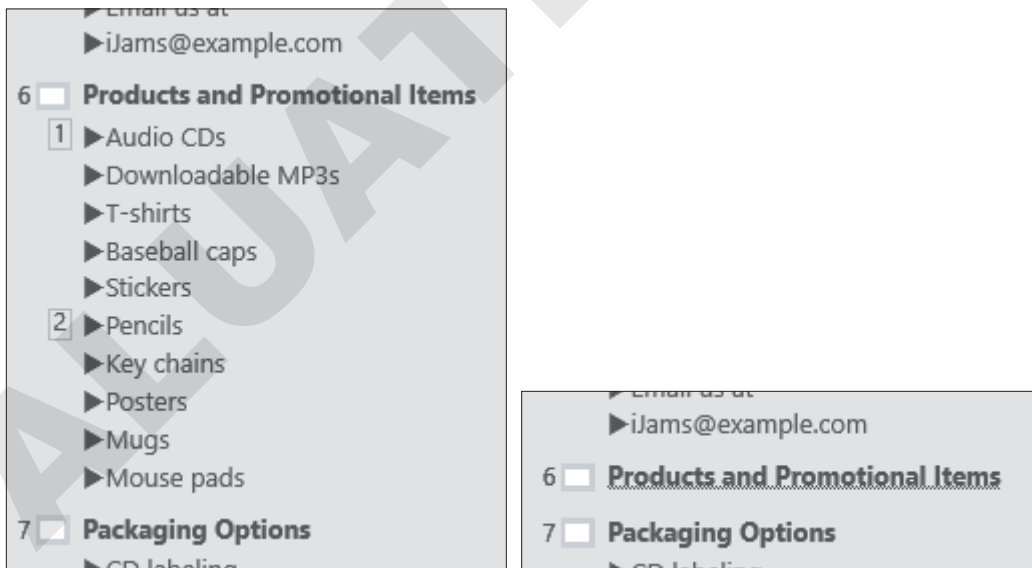 ▶iJams@example.com
6 Products and Promotional Items
1 ▶Audio CDs
▶Downloadable MP3s
▶T-shirts
▶Baseball caps
▶Stickers
2 ▶Pencils
▶Key chains
▶Posters
▶Mugs
▶Mouse pads
7 Packaging Options
▶CD labeling
▶iJams@example.com
6 Products and Promotional Items
7 Packaging Options